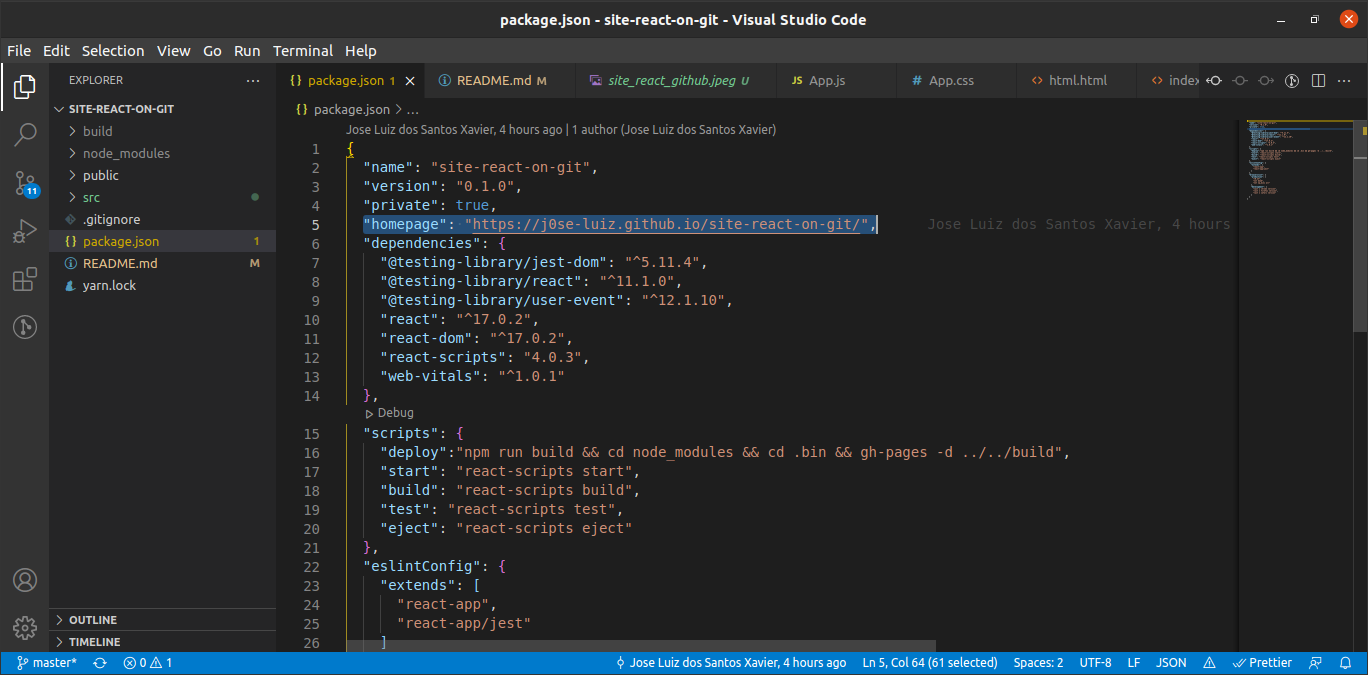 package.json - site-react-on-git - Visual Studio Code
File Edit Selection View Go Run Terminal Help
EXPLORER
{} package.json 1
README.md M
site_react_github.jpeg U
JS App.js
# App.css
<> html.html
<> index
SITE-REACT-ON-GIT
build
node_modules
public
src
.gitignore
{} package.json 1
README.md M
yarn.lock
OUTLINE
TIMELINE
11
{} package.json > ...
Jose Luiz dos Santos Xavier, 4 hours ago | 1 author (Jose Luiz dos Santos Xavier)
1 {
2 "name": "site-react-on-git",
3 "version": "0.1.0",
4 "private": true,
5 "homepage": "https://j0se-luiz.github.io/site-react-on-git/", Jose Luiz dos Santos Xavier, 4 hours
6 "dependencies": {
7 "@testing-library/jest-dom": "^5.11.4",
8 "@testing-library/react": "^11.1.0",
9 "@testing-library/user-event": "^12.1.10",
10 "react": "^17.0.2",
11 "react-dom": "^17.0.2",
12 "react-scripts": "4.0.3",
13 "web-vitals": "^1.0.1"
14 },
Debug
15 "scripts": {
16 "deploy":"npm run build && cd node_modules && cd .bin && gh-pages -d ../../build",
17 "start": "react-scripts start",
18 "build": "react-scripts build",
19 "test": "react-scripts test",
20 "eject": "react-scripts eject"
21 },
22 "eslintConfig": {
23 "extends": [
24 "react-app",
25 "react-app/jest"
26 ]
master* 0 1 Jose Luiz dos Santos Xavier, 4 hours ago Ln 5, Col 64 (61 selected) Spaces: 2 UTF-8 LF JSON Prettier